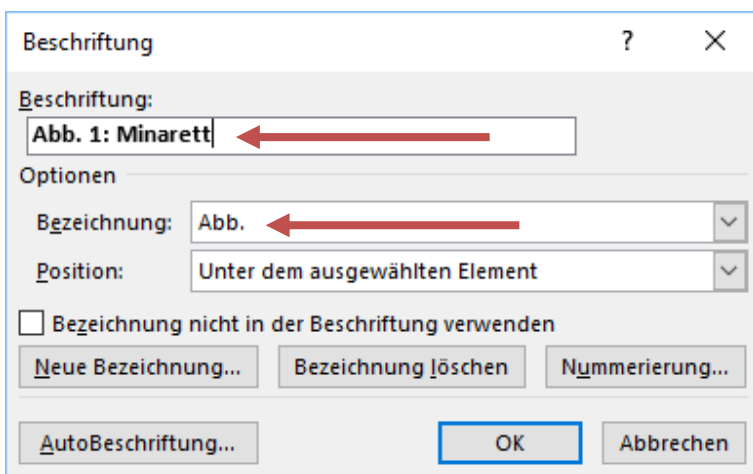 Beschriftung ?
Beschriftung:
Abb. 1: Minarett
Optionen
Bezeichnung: Abb.
Position: Unter dem ausgewählten Element
Bezeichnung nicht in der Beschriftung verwenden
Neue Bezeichnung... Bezeichnung löschen Nummerierung...
AutoBeschriftung... OK Abbrechen